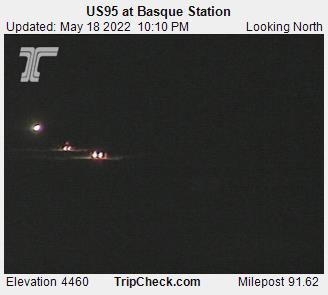 US95 at Basque Station
Updated: May 18 2022 10:10 PM Looking North
Elevation 4460 TripCheck.com Milepost 91.62